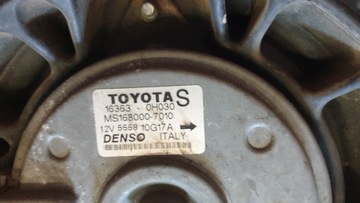 TOYOTA S
16363 - 0H030
MS168000-7010
12V 5558 10G17A ➡
DENSO ITALY